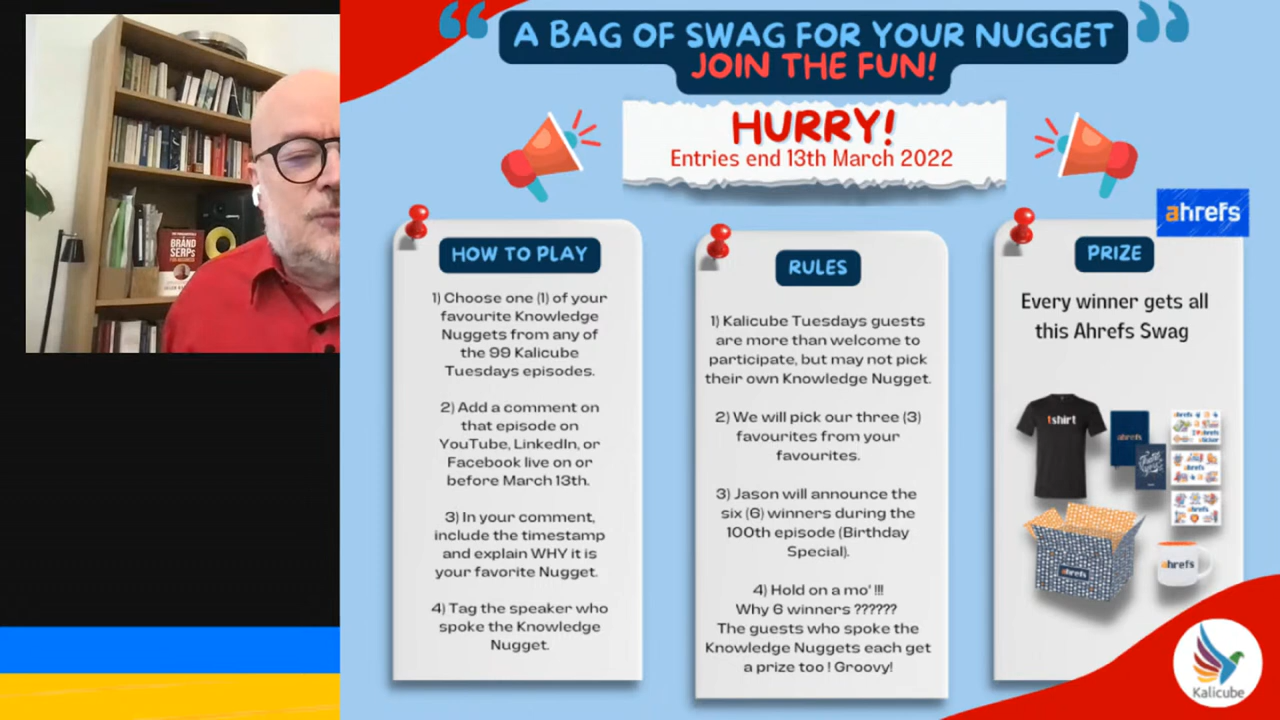 “ A BAG OF SWAG FOR YOUR NUGGET ”
JOIN THE FUN!
HURRY!
Entries end 13th March 2022
HOW TO PLAY
1) Choose one (1) of your
favourite Knowledge
Nuggets from any of
the 99 Kalicube
Tuesdays episodes.
2) Add a comment on
that episode on
YouTube, LinkedIn, or
Facebook live on or
before March 13th.
3) In your comment,
include the timestamp
and explain WHY it is
your favorite Nugget.
4) Tag the speaker who
spoke the Knowledge
Nugget.
RULES
1) Kalicube Tuesdays guests
are more than welcome to
participate, but may not pick
their own Knowledge Nugget.
2) We will pick our three (3)
favourites from your
favourites.
3) Jason will announce the
six (6) winners during the
100th episode (Birthday
Special).
4) Hold on a mo' !!!
Why 6 winners ??????
The guests who spoke the
Knowledge Nuggets each get
a prize too ! Groovy!
ahrefs
PRIZE
Every winner gets all
this Ahrefs Swag
tshirt
ahrefs
ahrefs
ahrefs
Kalicube
BRAND
SERPs
FOR BUSINESS